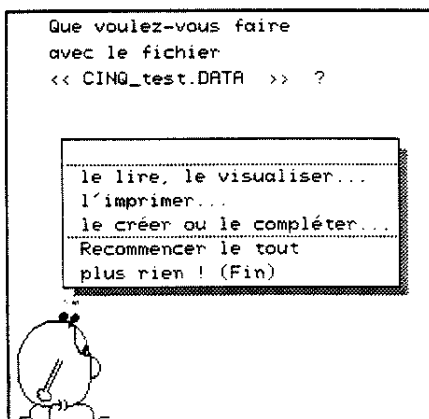 Que voulez-vous faire
avec le fichier
<< CINQ_test.DATA >> ?
le lire, le visualiser...
l'imprimer...
le créer ou le compléter...
Recommencer le tout
plus rien ! (Fin)